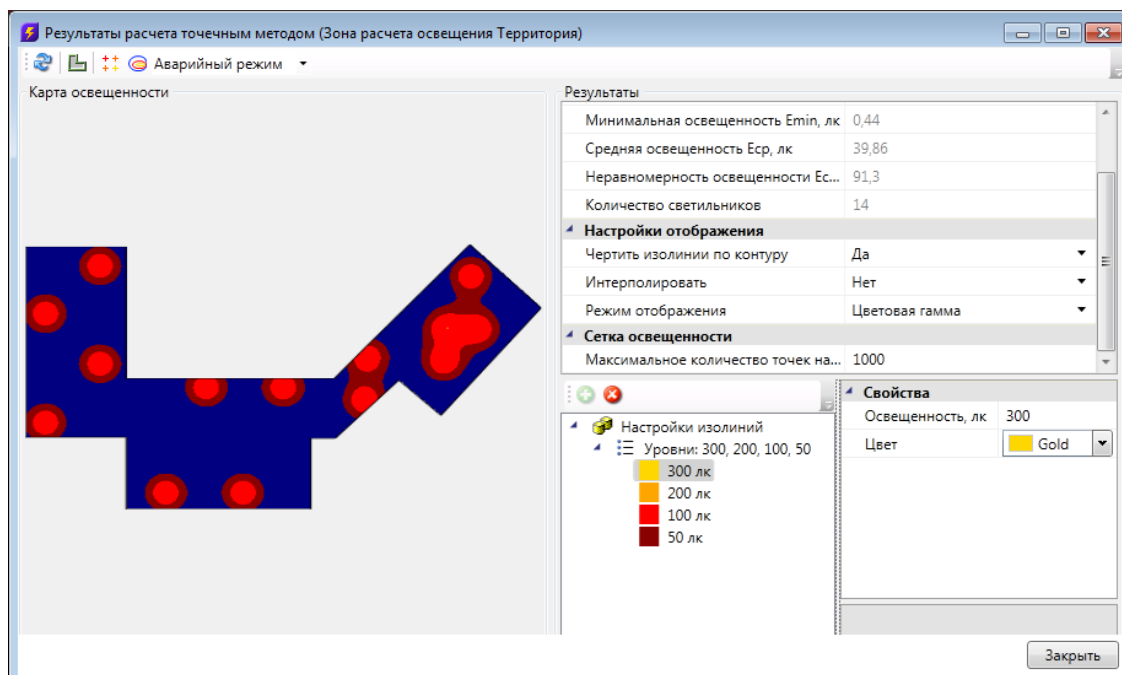 Результаты расчета точечным методом (Зона расчета освещения Территория)
Аварийный режим
Карта освещенности
Результаты
Минимальная освещенность Emin, лк 0,44
Средняя освещенность Eср, лк 39,86
Неравномерность освещенности Ес... 91,3
Количество светильников 14
Настройки отображения
Чертить изолинии по контуру Да
Интерполировать Нет
Режим отображения Цветовая гамма
Сетка освещенности
Максимальное количество точек на... 1000
Настройки изолиний
Уровни: 300, 200, 100, 50
300 лк
200 лк
100 лк
50 лк
Свойства
Освещенность, лк 300
Цвет Gold
Закрыть